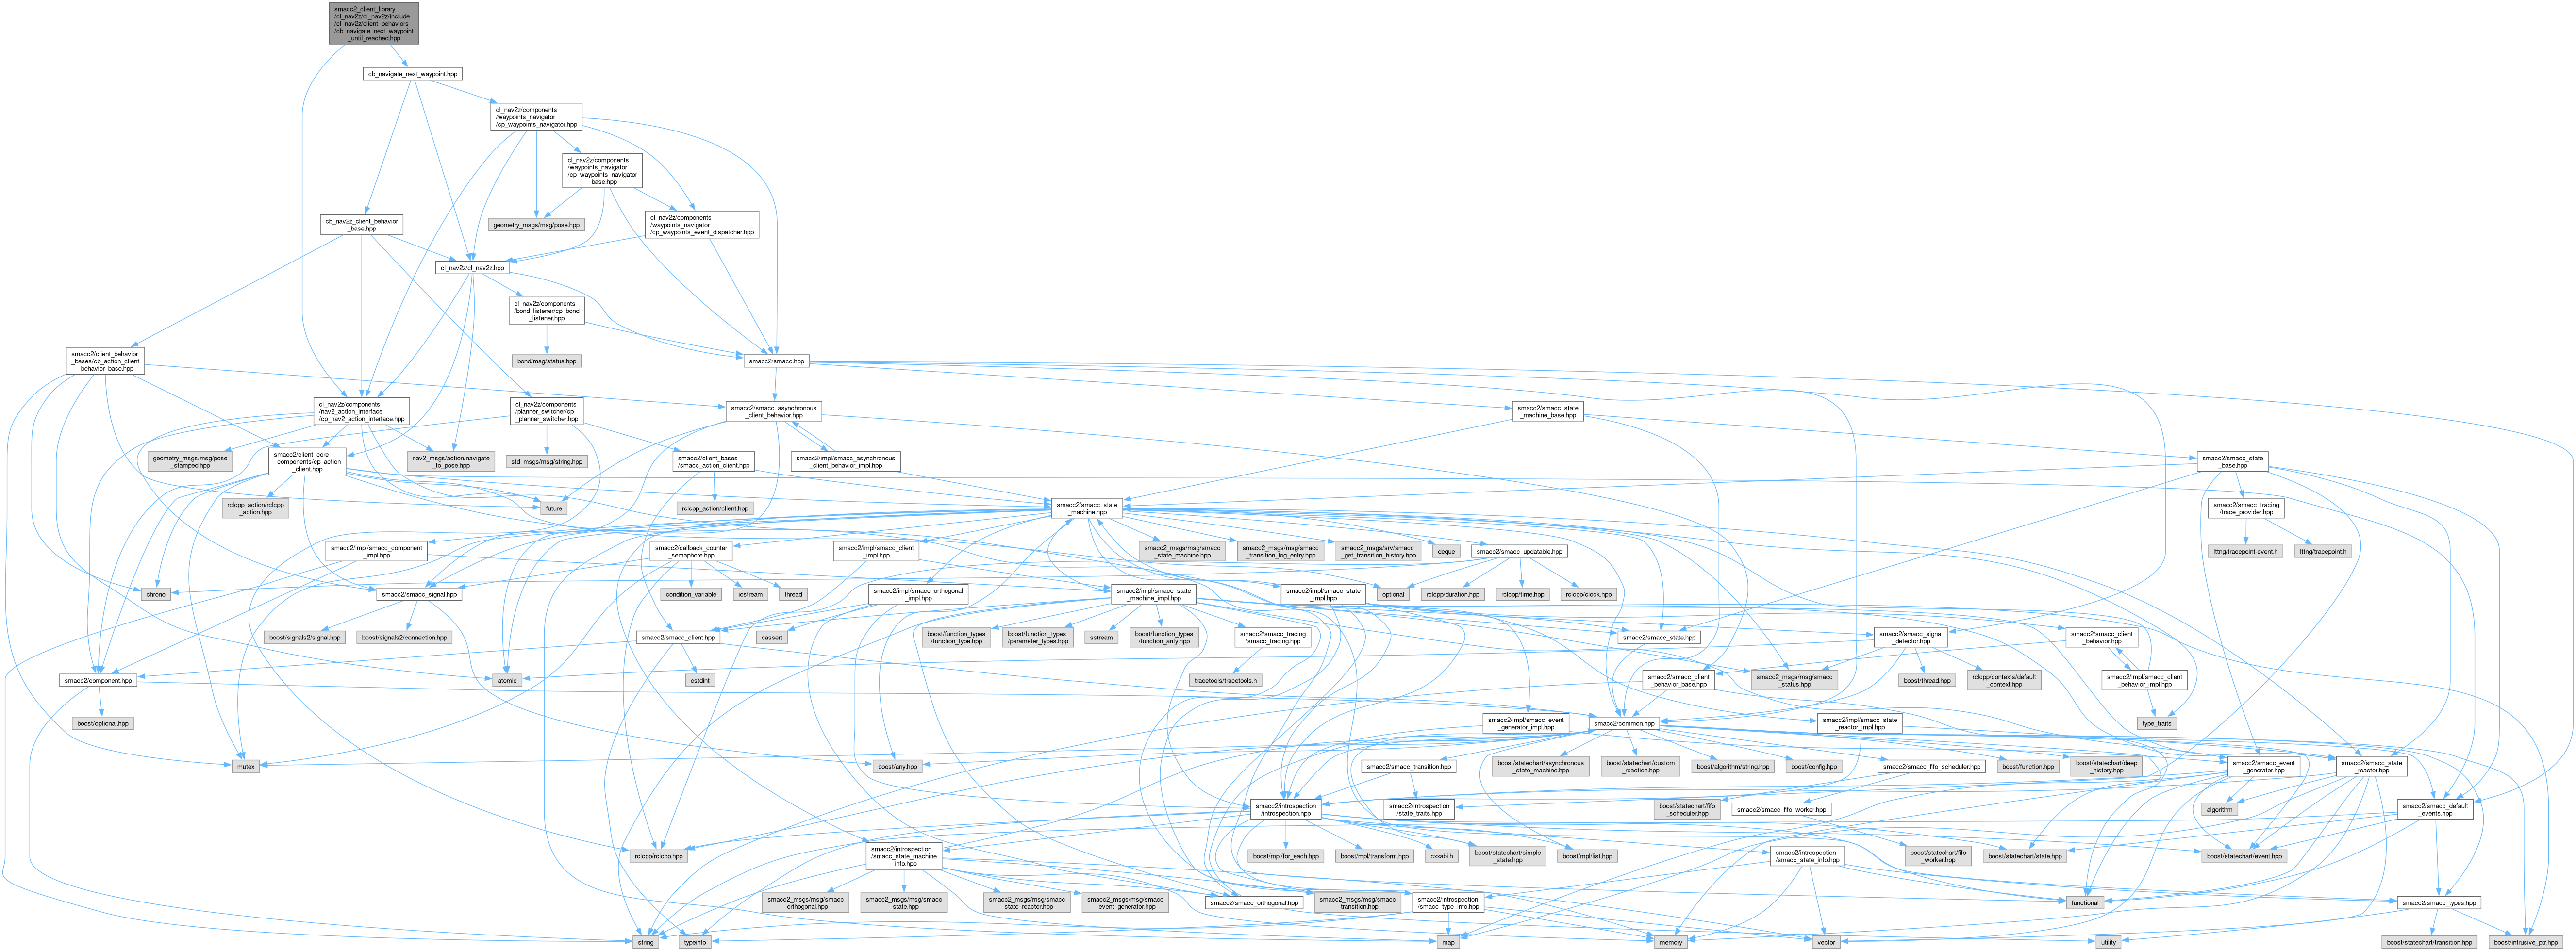 smacc2_client_library
/cl_nav2z/cl_nav2z/include
/cl_nav2z/client_behaviors
/cb_navigate_next_waypoint
_until_reached.hpp
cb_navigate_next_waypoint.hpp
cl_nav2z/components
/waypoints_navigator
/cp_waypoints_navigator.hpp
cl_nav2z/components
/waypoints_navigator
/cp_waypoints_navigator
_base.hpp
cb_nav2z_client_behavior
_base.hpp
geometry_msgs/msg/pose.hpp
cl_nav2z/components
/waypoints_navigator
/cp_waypoints_event_dispatcher.hpp
cl_nav2z/cl_nav2z.hpp
cl_nav2z/components
/bond_listener/cp_bond
_listener.hpp
smacc2/client_behavior
_bases/cb_action_client
_behavior_base.hpp
bond/msg/status.hpp
smacc2/smacc.hpp
cl_nav2z/components
/nav2_action_interface
/cp_nav2_action_interface.hpp
cl_nav2z/components
/planner_switcher/cp
_planner_switcher.hpp
smacc2/smacc_asynchronous
_client_behavior.hpp
smacc2/smacc_state
_machine_base.hpp
geometry_msgs/msg/pose
_stamped.hpp
smacc2/client_core
_components/cp_action
_client.hpp
nav2_msgs/action/navigate
_to_pose.hpp
std_msgs/msg/string.hpp
smacc2/client_bases
/smacc_action_client.hpp
smacc2/impl/smacc_asynchronous
_client_behavior_impl.hpp
smacc2/smacc_state
_base.hpp
rclcpp_action/rclcpp
_action.hpp
future
rclcpp_action/client.hpp
smacc2/smacc_state
_machine.hpp
smacc2/smacc_tracing
/trace_provider.hpp
smacc2/impl/smacc_component
_impl.hpp
smacc2/callback_counter
_semaphore.hpp
smacc2/impl/smacc_client
_impl.hpp
smacc2_msgs/msg/smacc
_state_machine.hpp
smacc2_msgs/msg/smacc
_transition_log_entry.hpp
smacc2_msgs/srv/smacc
_get_transition_history.hpp
deque
smacc2/smacc_updatable.hpp
lttng/tracepoint-event.h
lttng/tracepoint.h
chrono
smacc2/smacc_signal.hpp
condition_variable
iostream
thread
smacc2/impl/smacc_orthogonal
_impl.hpp
smacc2/impl/smacc_state
_machine_impl.hpp
smacc2/impl/smacc_state
_impl.hpp
optional
rclcpp/duration.hpp
rclcpp/time.hpp
rclcpp/clock.hpp
boost/signals2/signal.hpp
boost/signals2/connection.hpp
smacc2/smacc_client.hpp
cassert
boost/function_types
/function_type.hpp
boost/function_types
/parameter_types.hpp
sstream
boost/function_types
/function_arity.hpp
smacc2/smacc_tracing
/smacc_tracing.hpp
smacc2/smacc_state.hpp
smacc2/smacc_signal
_detector.hpp
smacc2/smacc_client
_behavior.hpp
smacc2/component.hpp
atomic
cstdint
tracetools/tracetools.h
smacc2/smacc_client
_behavior_base.hpp
smacc2_msgs/msg/smacc
_status.hpp
boost/thread.hpp
rclcpp/contexts/default
_context.hpp
smacc2/impl/smacc_client
_behavior_impl.hpp
boost/optional.hpp
smacc2/impl/smacc_event
_generator_impl.hpp
smacc2/common.hpp
smacc2/impl/smacc_state
_reactor_impl.hpp
type_traits
mutex
boost/any.hpp
smacc2/smacc_transition.hpp
boost/statechart/asynchronous
_state_machine.hpp
boost/statechart/custom
_reaction.hpp
boost/algorithm/string.hpp
boost/config.hpp
smacc2/smacc_fifo_scheduler.hpp
boost/function.hpp
boost/statechart/deep
_history.hpp
smacc2/smacc_event
_generator.hpp
smacc2/smacc_state
_reactor.hpp
smacc2/introspection
/introspection.hpp
smacc2/introspection
/state_traits.hpp
boost/statechart/fifo
_scheduler.hpp
smacc2/smacc_fifo_worker.hpp
algorithm
smacc2/smacc_default
_events.hpp
rclcpp/rclcpp.hpp
smacc2/introspection
/smacc_state_machine
_info.hpp
boost/mpl/for_each.hpp
boost/mpl/transform.hpp
cxxabi.h
boost/statechart/simple
_state.hpp
boost/mpl/list.hpp
smacc2/introspection
/smacc_state_info.hpp
boost/statechart/fifo
_worker.hpp
boost/statechart/state.hpp
boost/statechart/event.hpp
smacc2_msgs/msg/smacc
_orthogonal.hpp
smacc2_msgs/msg/smacc
_state.hpp
smacc2_msgs/msg/smacc
_state_reactor.hpp
smacc2_msgs/msg/smacc
_event_generator.hpp
smacc2/smacc_orthogonal.hpp
smacc2_msgs/msg/smacc
_transition.hpp
smacc2/introspection
/smacc_type_info.hpp
functional
smacc2/smacc_types.hpp
string
typeinfo
map
memory
vector
utility
boost/statechart/transition.hpp
boost/intrusive_ptr.hpp